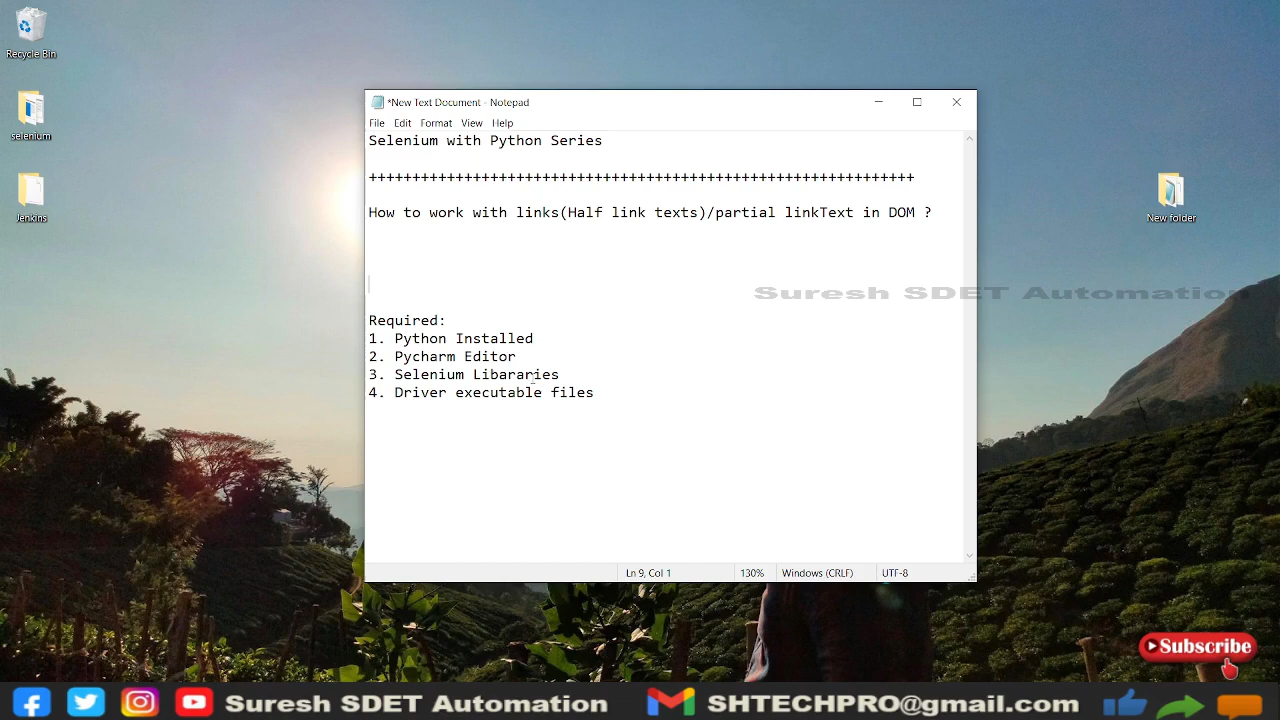 Recycle Bin
selenium
Jenkins
New folder
*New Text Document - Notepad
File Edit Format View Help
Selenium with Python Series
+++++++++++++++++++++++++++++++++++++++++++++++++++++++++++++++
How to work with links(Half link texts)/partial linkText in DOM ?
Suresh SDET Automation
Required:
1. Python Installed
2. Pycharm Editor
3. Selenium Libararies
4. Driver executable files
Ln 9, Col 1 130% Windows (CRLF) UTF-8
Subscribe
Suresh SDET Automation SHTECHPRO@gmail.com